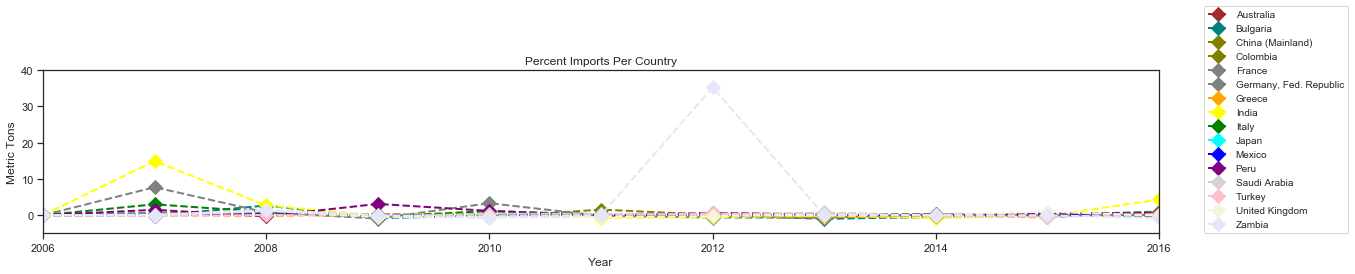 Percent Imports Per Country
Metric Tons
40
30
20
10
0
2006
2008
2010
2012
2014
2016
Year
Australia
Bulgaria
China (Mainland)
Colombia
France
Germany, Fed. Republic
Greece
India
Italy
Japan
Mexico
Peru
Saudi Arabia
Turkey
United Kingdom
Zambia